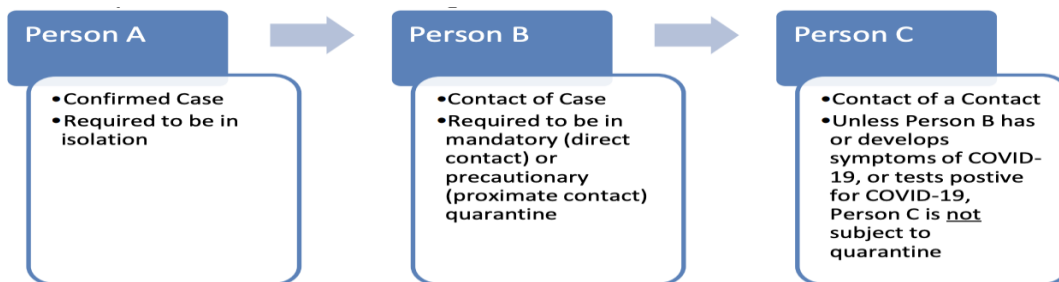 Person A
•Confirmed Case
•Required to be in
isolation
Person B
•Contact of Case
•Required to be in
mandatory (direct
contact) or
precautionary
(proximate contact)
quarantine
Person C
•Contact of a Contact
•Unless Person B has
or develops
symptoms of COVID-
19, or tests postive
for COVID-19,
Person C is not
subject to
quarantine